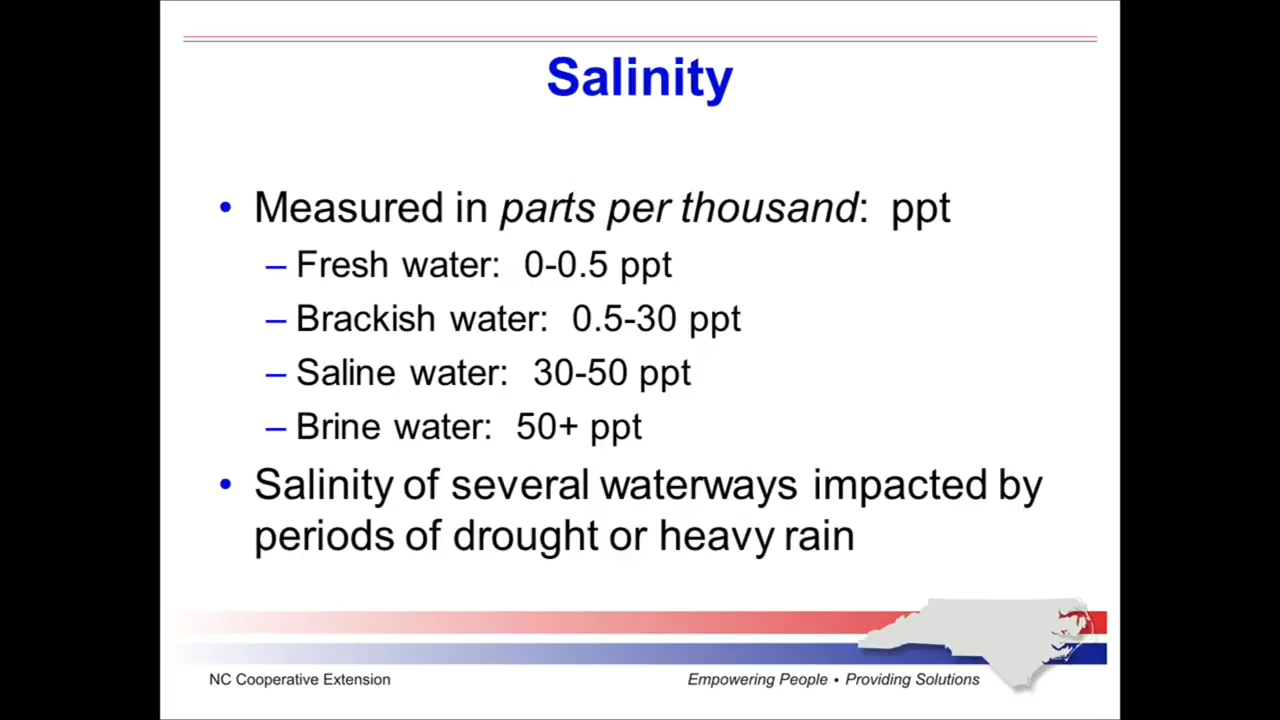 Salinity
• Measured in parts per thousand: ppt
– Fresh water: 0-0.5 ppt
– Brackish water: 0.5-30 ppt
– Saline water: 30-50 ppt
– Brine water: 50+ ppt
• Salinity of several waterways impacted by
periods of drought or heavy rain
NC Cooperative Extension
Empowering People • Providing Solutions